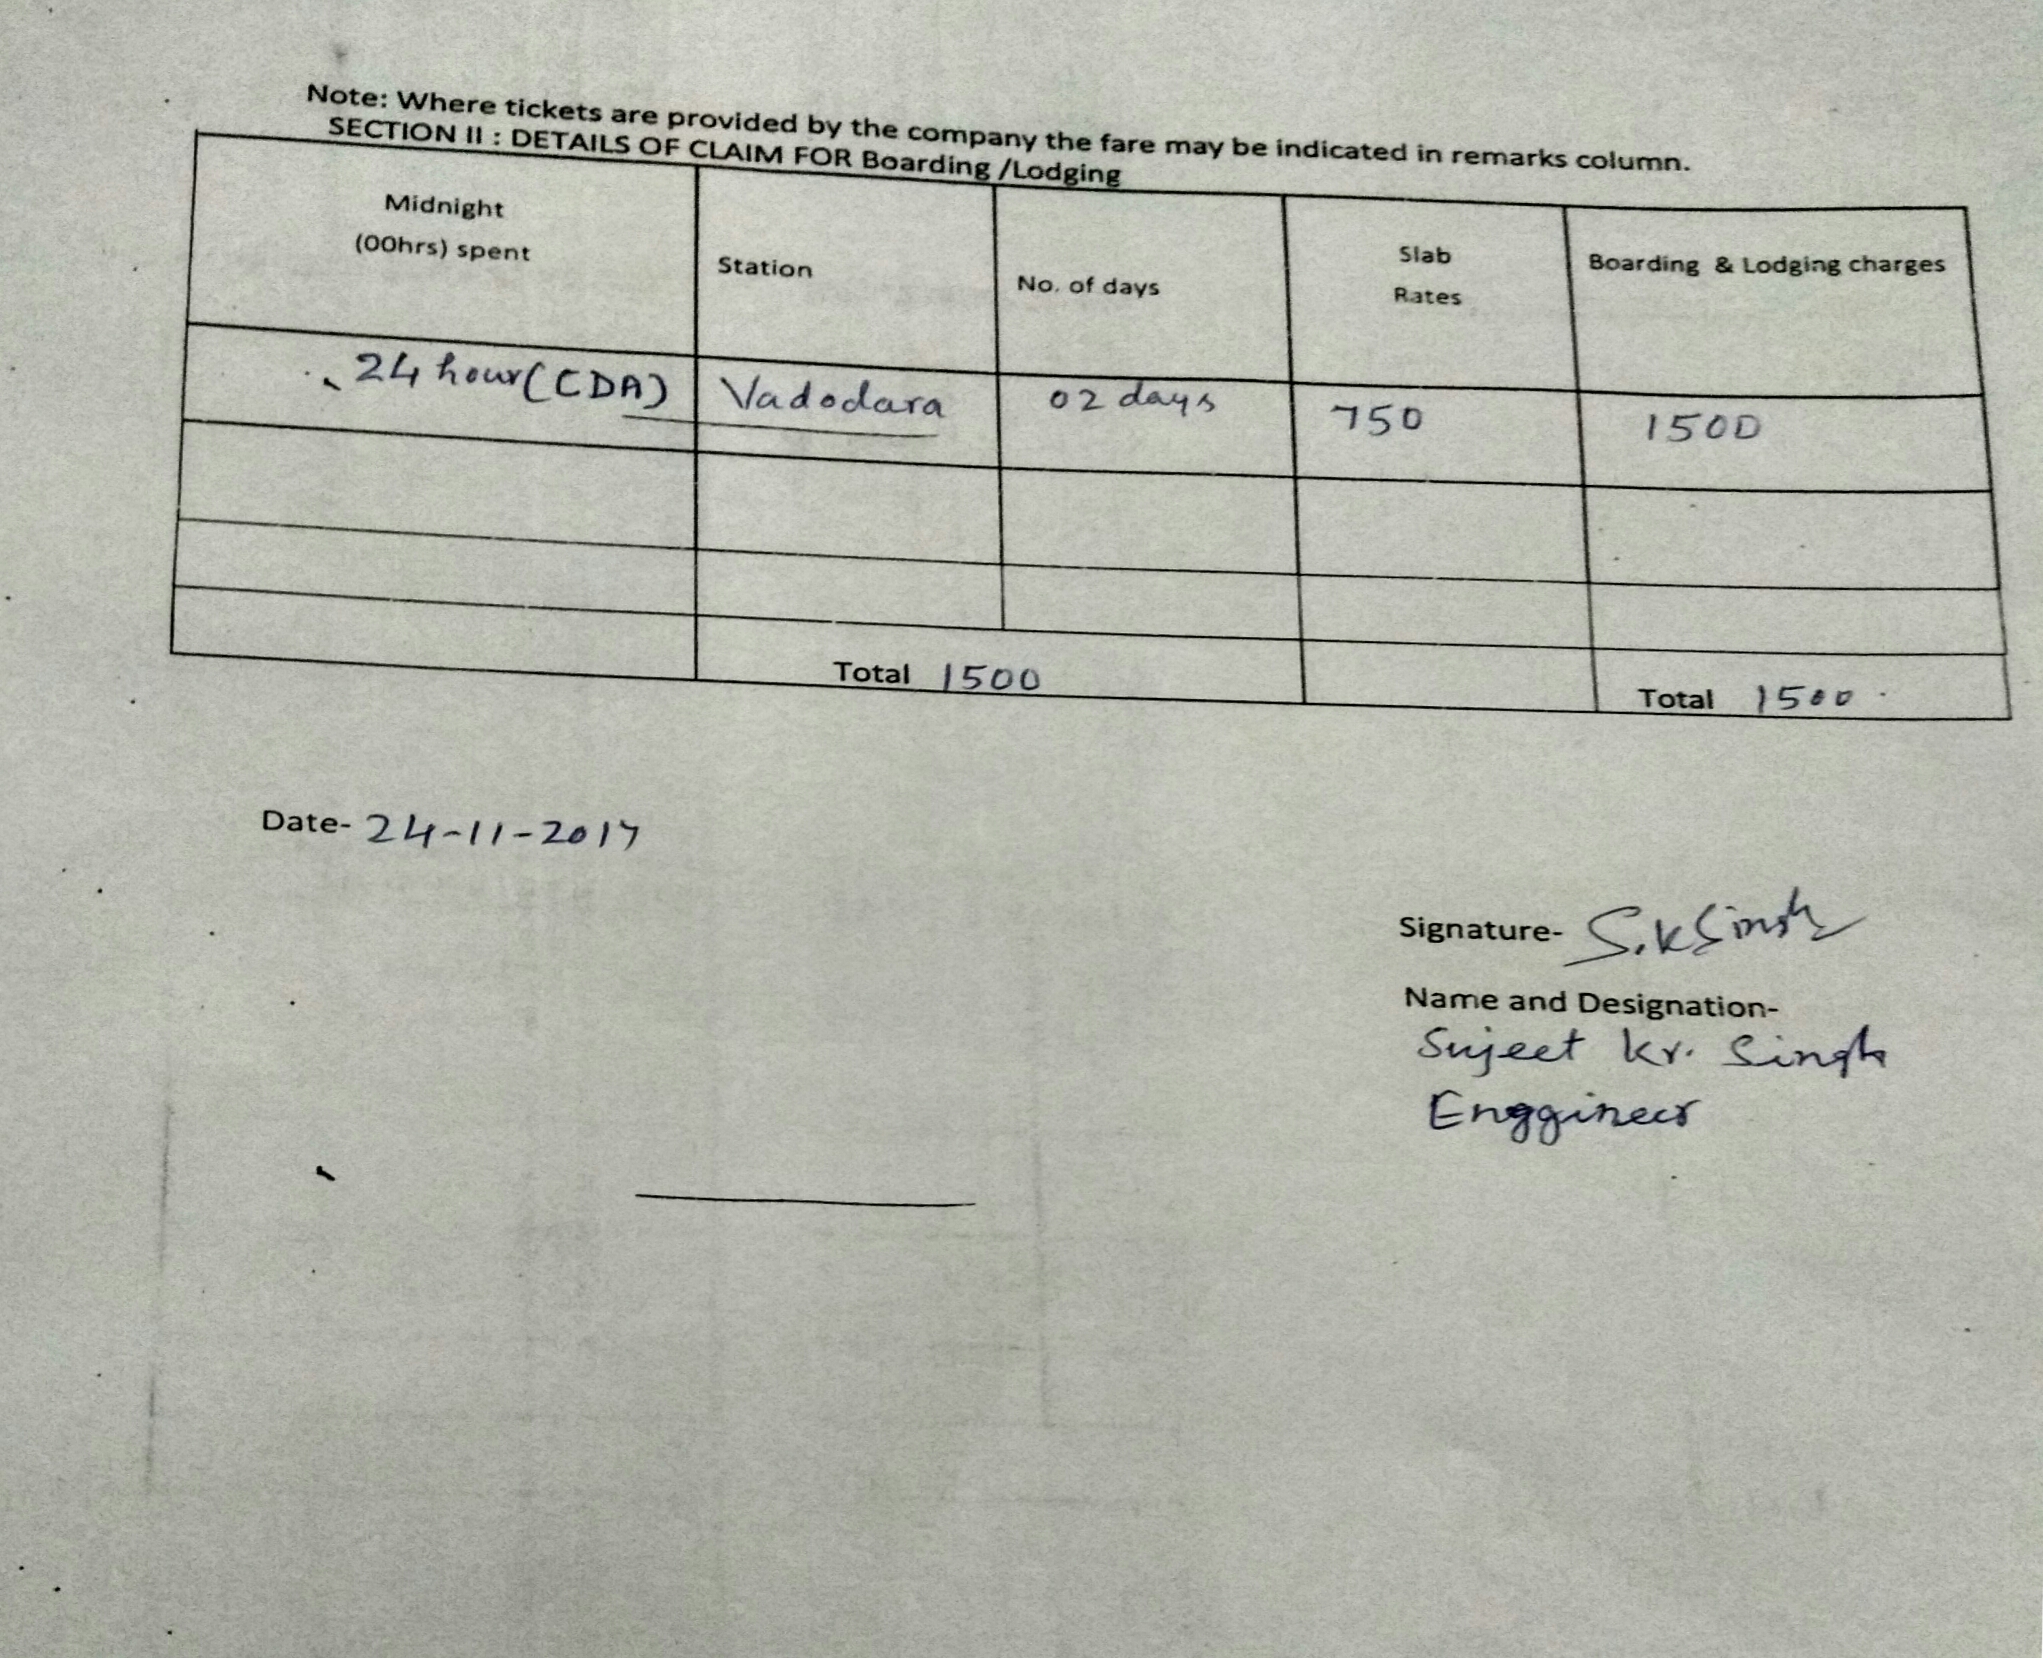 Note: Where tickets are provided by the company the fare may be indicated in remarks column.
SECTION II : DETAILS OF CLAIM FOR Boarding /Lodging
Midnight
(00hrs) spent
Station
No. of days
Slab
Rates
Boarding & Lodging charges
24 hour (CDA)
Vadodara
02 days
750
1500
Total 1500
Total 1500
Date- 24-11-2017
Signature- S.K Singh
Name and Designation-
Sujeet Kr. Singh
Enggineer